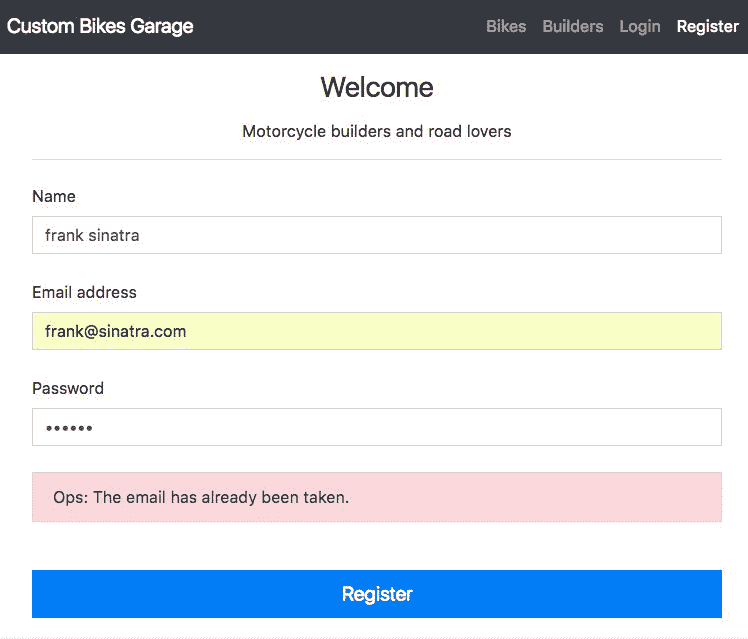 Custom Bikes Garage Bikes Builders Login Register
Welcome
Motorcycle builders and road lovers
Name
frank sinatra
Email address
frank@sinatra.com
Password
••••••
Ops: The email has already been taken.
Register